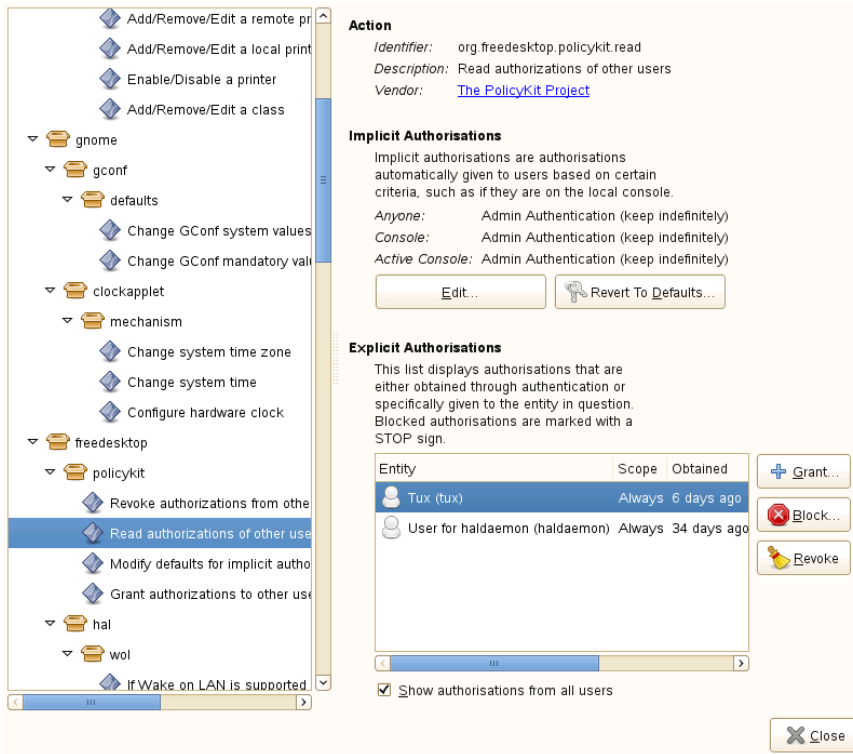 Add/Remove/Edit a remote pr
Add/Remove/Edit a local print
Enable/Disable a printer
Add/Remove/Edit a class
gnome
gconf
defaults
Change GConf system values
Change GConf mandatory valu
clockapplet
mechanism
Change system time zone
Change system time
Configure hardware clock
freedesktop
policykit
Revoke authorizations from othe
Read authorizations of other use
Modify defaults for implicit autho
Grant authorizations to other use
hal
wol
If Wake on LAN is supported
Action
Identifier: org.freedesktop.policykit.read
Description: Read authorizations of other users
Vendor: The PolicyKit Project
Implicit Authorisations
Implicit authorisations are authorisations
automatically given to users based on certain
criteria, such as if they are on the local console.
Anyone: Admin Authentication (keep indefinitely)
Console: Admin Authentication (keep indefinitely)
Active Console: Admin Authentication (keep indefinitely)
Edit... Revert To Defaults...
Explicit Authorisations
This list displays authorisations that are
either obtained through authentication or
specifically given to the entity in question.
Blocked authorisations are marked with a
STOP sign.
Entity Scope Obtained
Tux (tux) Always 6 days ago
User for haldaemon (haldaemon) Always 34 days ago
Grant...
Block...
Revoke
Show authorisations from all users
Close